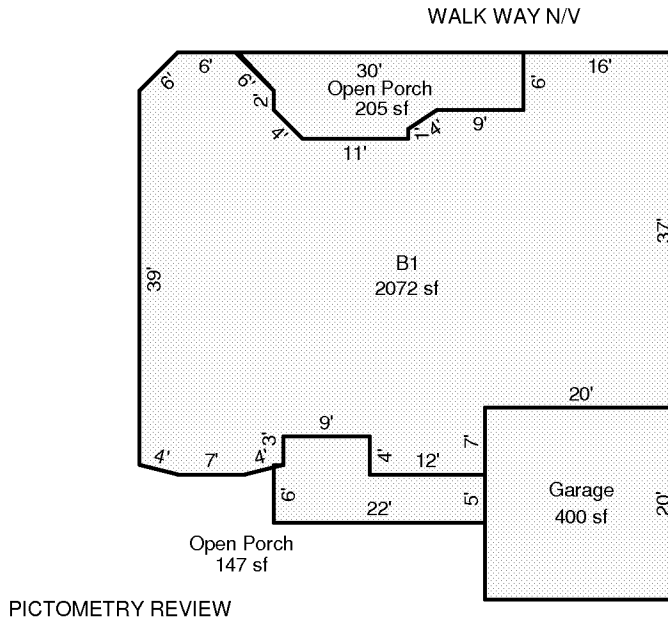 WALK WAY N/V
6'
6'
6'
30'
Open Porch
205 sf
6'
16'
2'
4'
11'
1'
4'
9'
39'
B1
2072 sf
37'
20'
9'
3'
4'
7'
4'
4'
12'
7'
6'
22'
5'
Garage
400 sf
20'
Open Porch
147 sf
PICTOMETRY REVIEW